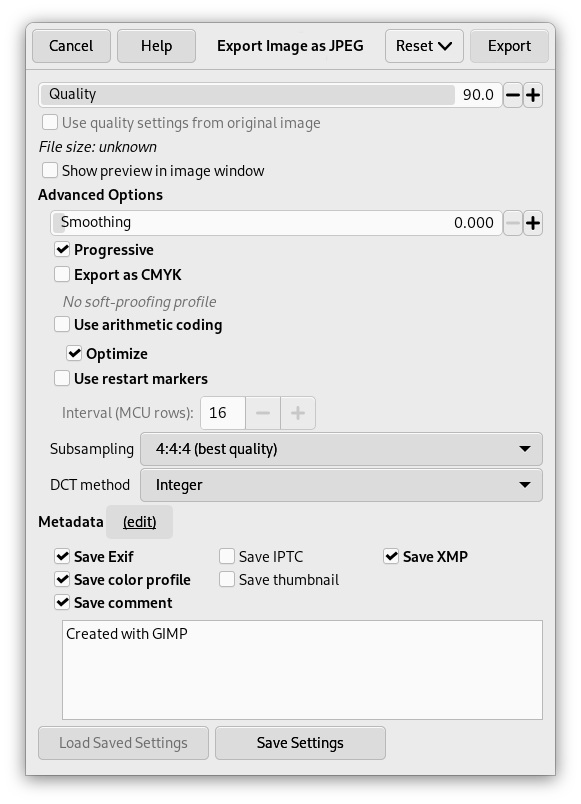 Cancel Help Export Image as JPEG Reset Export
Quality 90.0
Use quality settings from original image
File size: unknown
Show preview in image window
Advanced Options
Smoothing 0.000
Progressive
Export as CMYK
No soft-proofing profile
Use arithmetic coding
Optimize
Use restart markers
Interval (MCU rows): 16
Subsampling 4:4:4 (best quality)
DCT method Integer
Metadata (edit)
Save Exif Save IPTC Save XMP
Save color profile Save thumbnail
Save comment
Created with GIMP
Load Saved Settings Save Settings